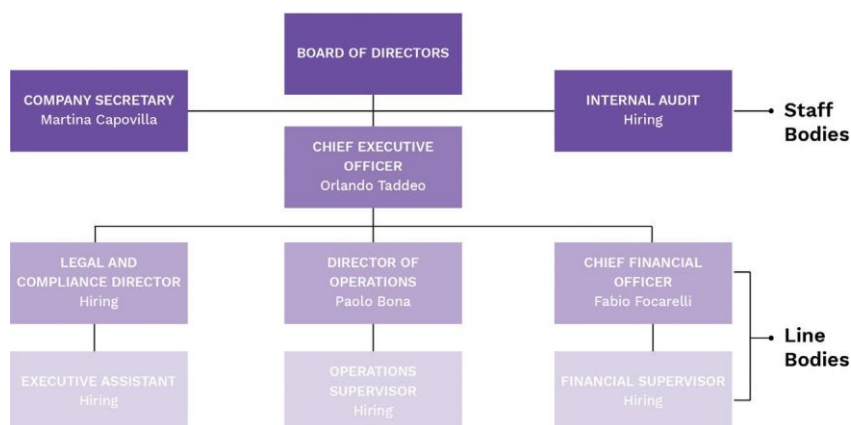 BOARD OF DIRECTORS
COMPANY SECRETARY
Martina Capovilla
INTERNAL AUDIT
Hiring
Staff
Bodies
CHIEF EXECUTIVE
OFFICER
Orlando Taddeo
LEGAL AND
COMPLIANCE DIRECTOR
Hiring
DIRECTOR OF
OPERATIONS
Paolo Bona
CHIEF FINANCIAL
OFFICER
Fabio Focarelli
Line
Bodies
EXECUTIVE ASSISTANT
Hiring
OPERATIONS
SUPERVISOR
Hiring
FINANCIAL SUPERVISOR
Hiring